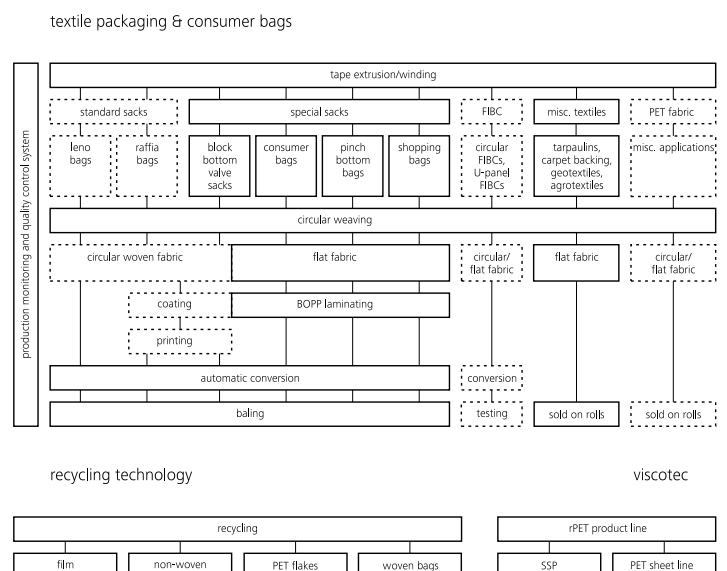 textile packaging & consumer bags
production monitoring and quality control system
tape extrusion/winding
standard sacks
special sacks
FIBC
misc. textiles
PET fabric
leno
bags
raffia
bags
block
bottom
valve
sacks
consumer
bags
pinch
bottom
bags
shopping
bags
circular
FIBCs,
U-panel
FIBCs
tarpaulins,
carpet backing,
geotextiles,
agrotextiles
misc. applications
circular weaving
circular woven fabric
flat fabric
circular/
flat fabric
flat fabric
circular/
flat fabric
coating
BOPP laminating
printing
automatic conversion
conversion
baling
testing
sold on rolls
sold on rolls
recycling technology
viscotec
recycling
rPET product line
film
non-woven
PET flakes
woven bags
SSP
PET sheet line